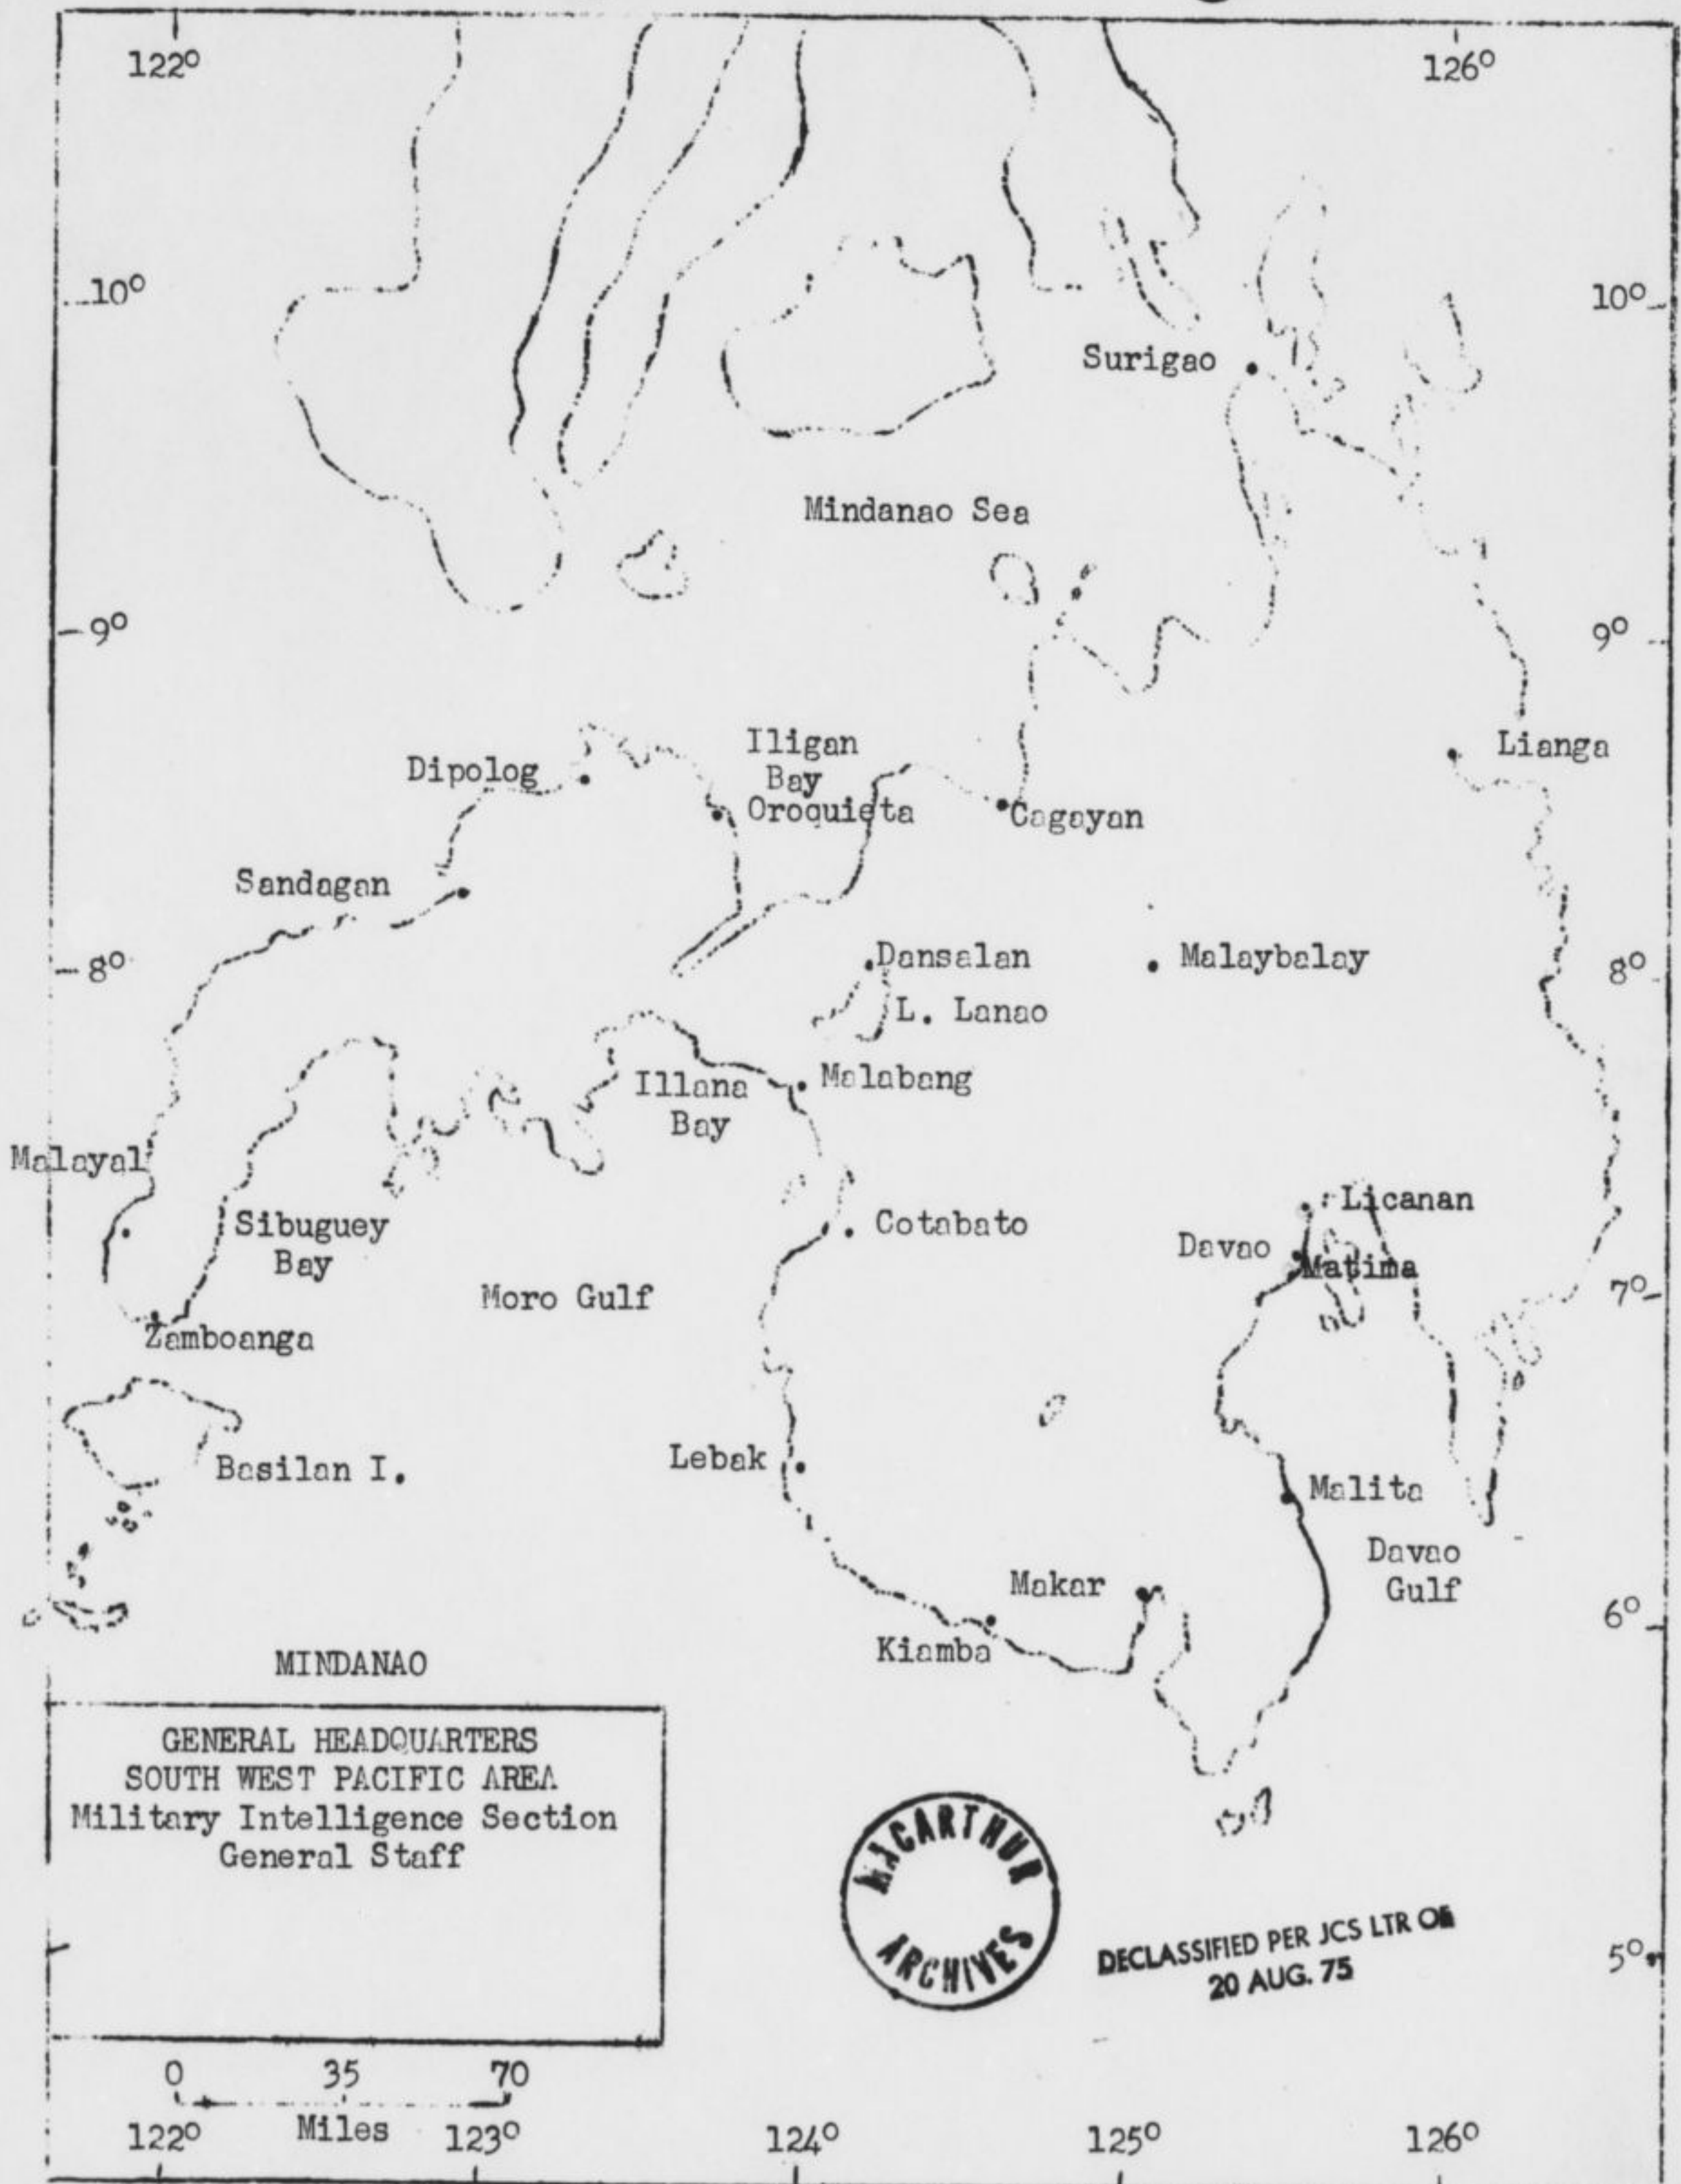 122° 126°
10° 10°
Surigao
Mindanao Sea
9° 9°
Iligan
Bay
Lianga
Dipolog
Oroquieta
Cagayan
Sandagan
Dansalan
Malaybalay
8° 8°
L. Lanao
Illana
Bay
Malabang
Malayal
Licanan
Sibuguey
Bay
Cotabato
Davao
Matima
Moro Gulf
7°
Zamboanga
Basilan I.
Lebak
Malita
Davao
Gulf
Makar
6°
Kiamba
MINDANAO
GENERAL HEADQUARTERS
SOUTH WEST PACIFIC AREA
Military Intelligence Section
General Staff
MACARTHUR
ARCHIVES
DECLASSIFIED PER JCS LTR OF
20 AUG. 75
5°
0 35 70
Miles
122° 123° 124° 125° 126°